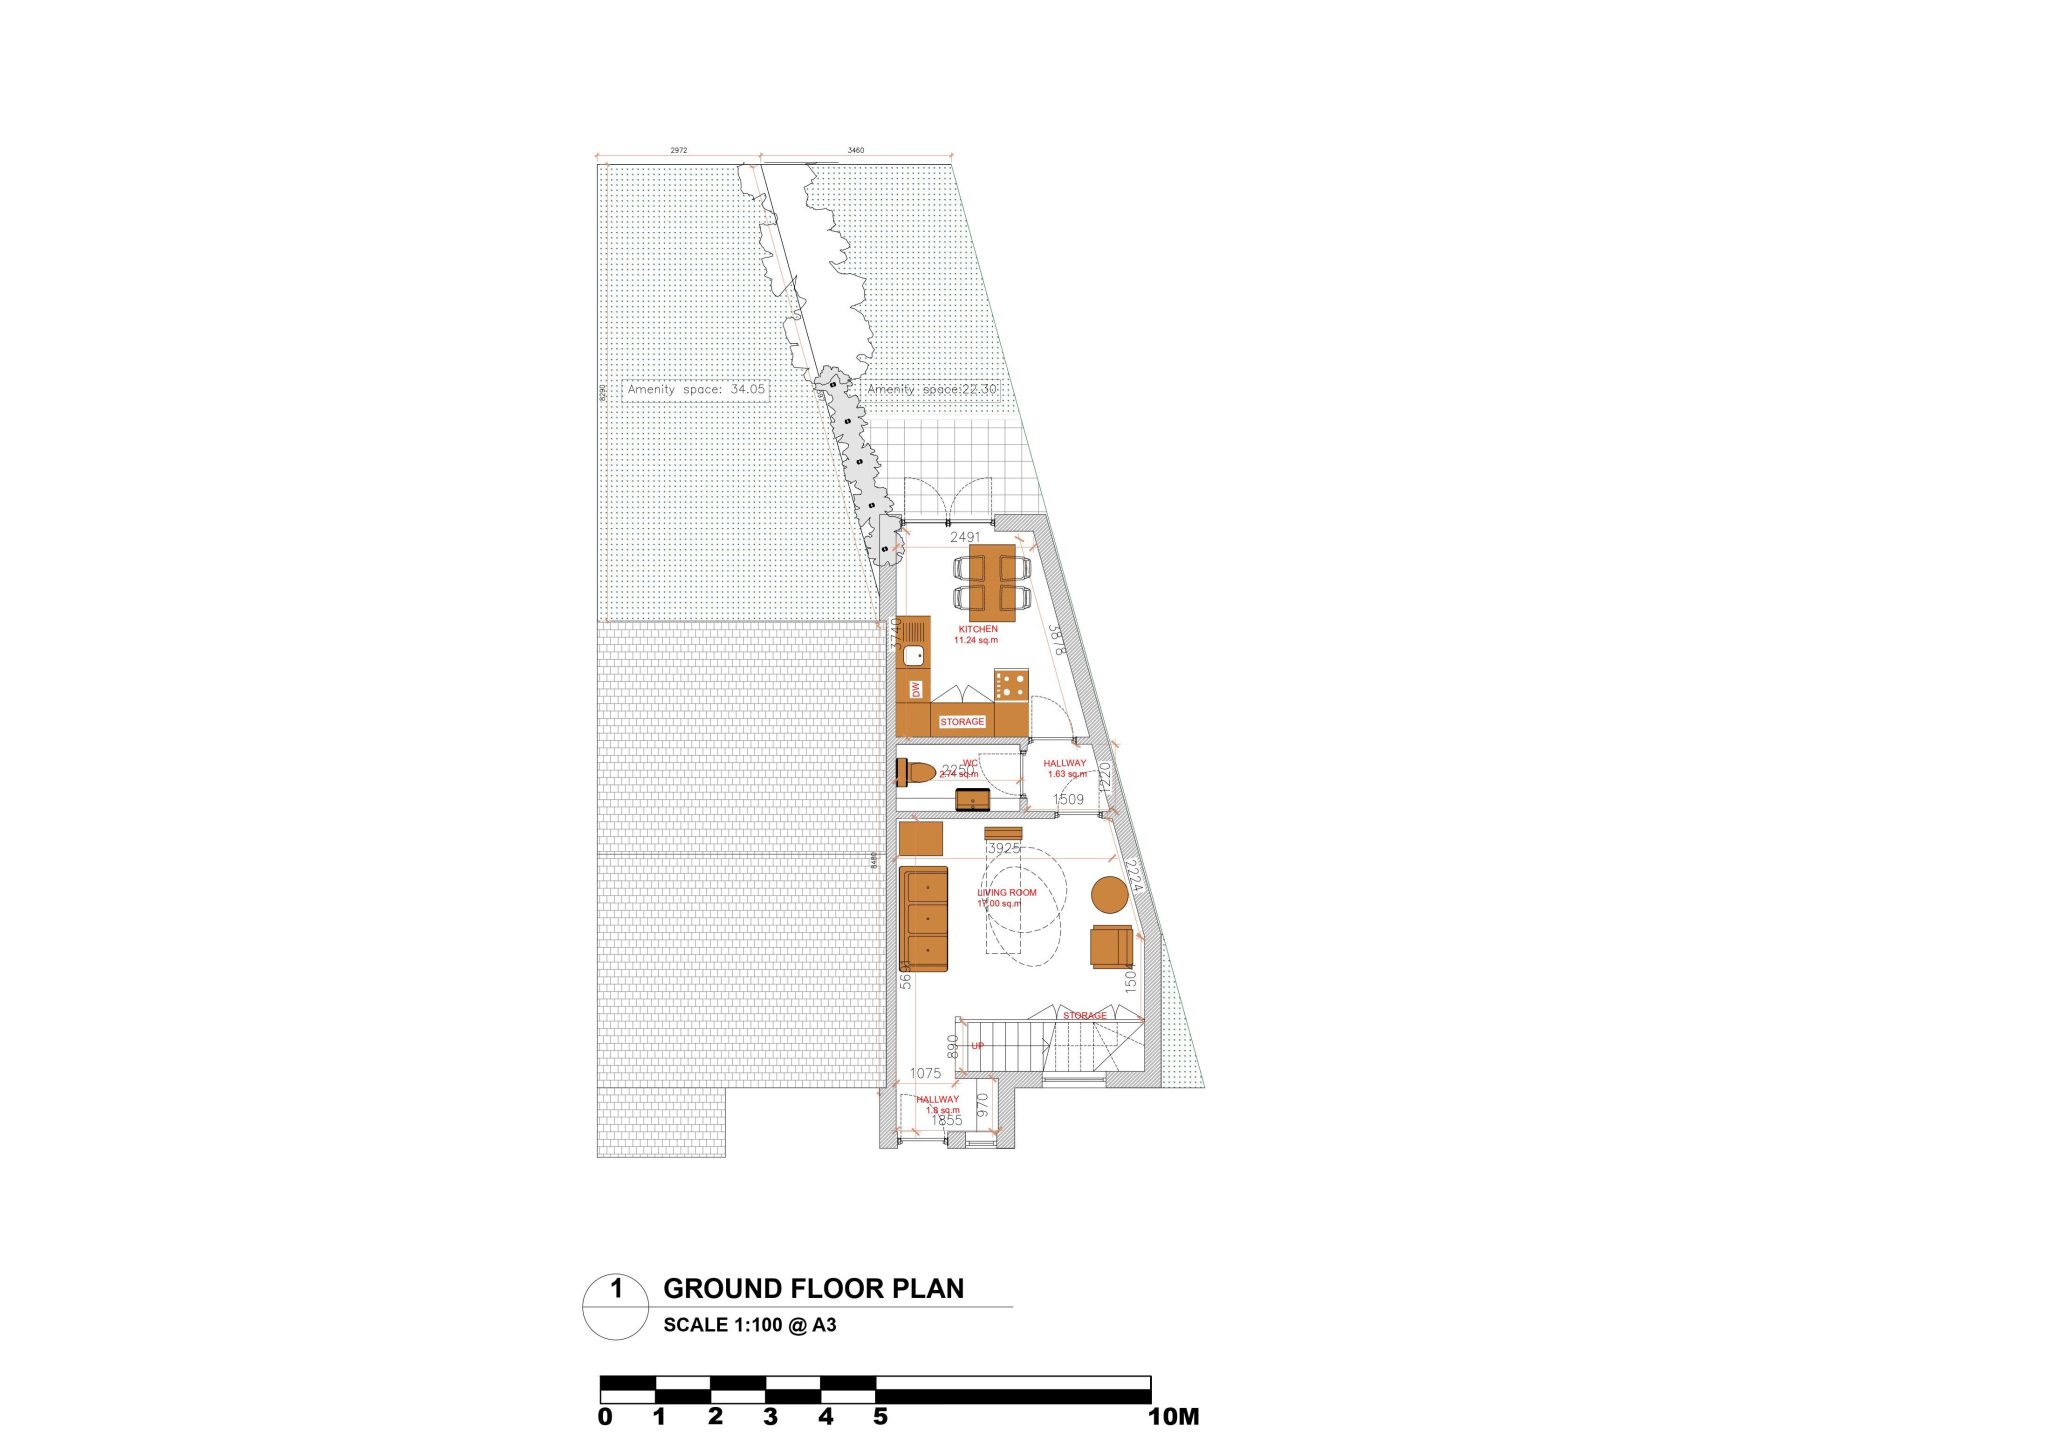 2972
3460
8290
Amenity space: 34.05
Amenity space:22.30
2491
KITCHEN
11.24 sq.m
3740
3878
DW
STORAGE
WC
2.74 sq.m
2250
HALLWAY
1.63 sq.m
1220
1509
3925
8480
2224
LIVING ROOM
17.00 sq.m
1504
STORAGE
UP
890
1075
HALLWAY
1.8 sq.m
970
1855
1
GROUND FLOOR PLAN
SCALE 1:100 @ A3
0 1 2 3 4 5 10M